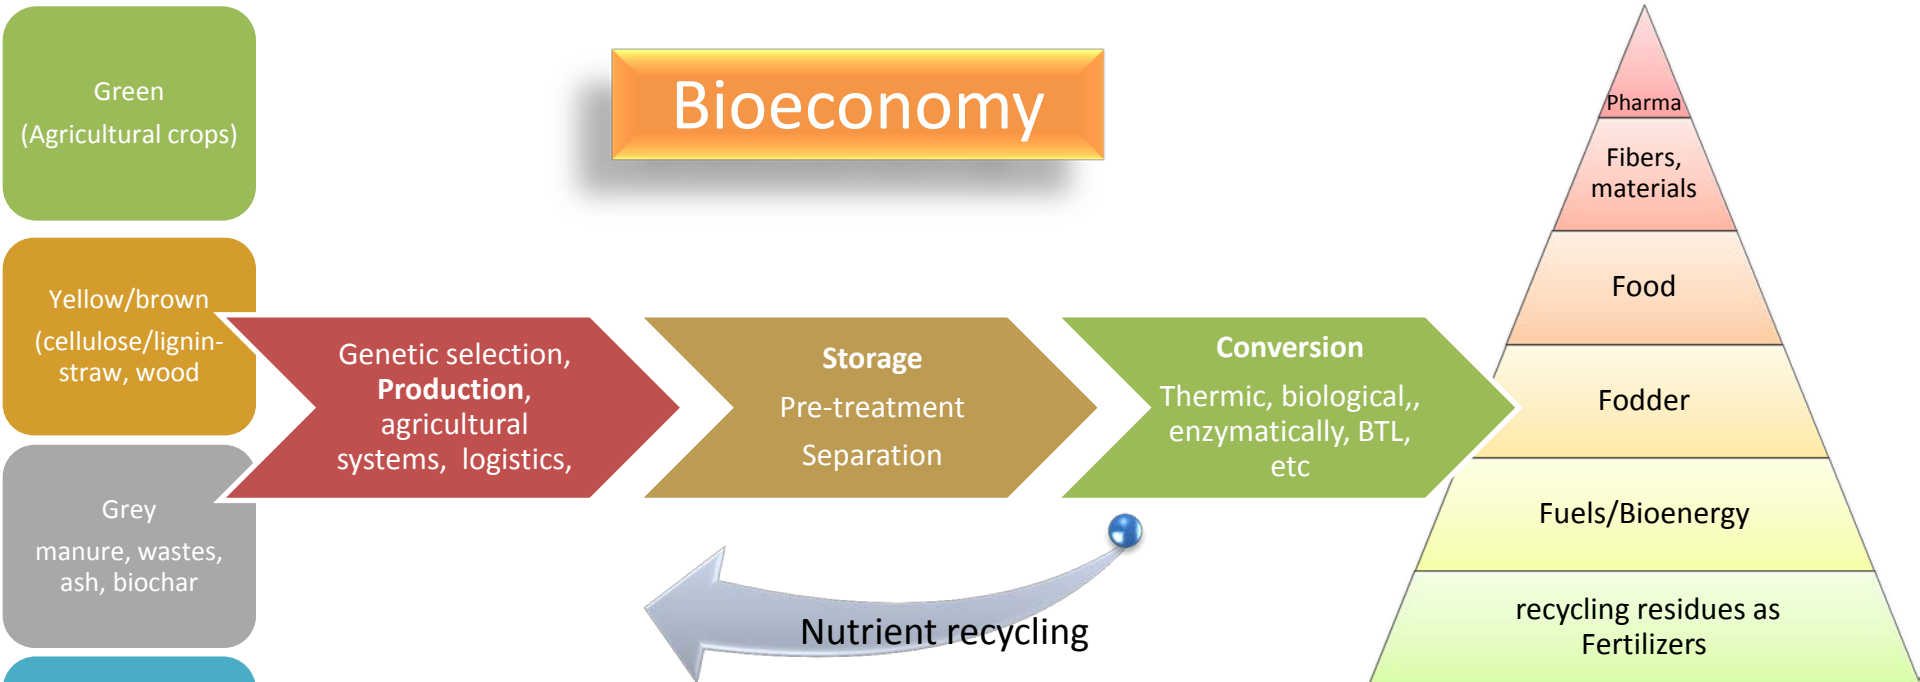 Green
(Agricultural crops)
Bioeconomy
Yellow/brown
(cellulose/lignin-
straw, wood
Grey
manure, wastes,
ash, biochar
Genetic selection,
Production,
agricultural
systems, logistics,
Storage
Pre-treatment
Separation
Conversion
Thermic, biological,,
enzymatically, BTL,
etc
Nutrient recycling
Pharma
Fibers,
materials
Food
Fodder
Fuels/Bioenergy
recycling residues as
Fertilizers